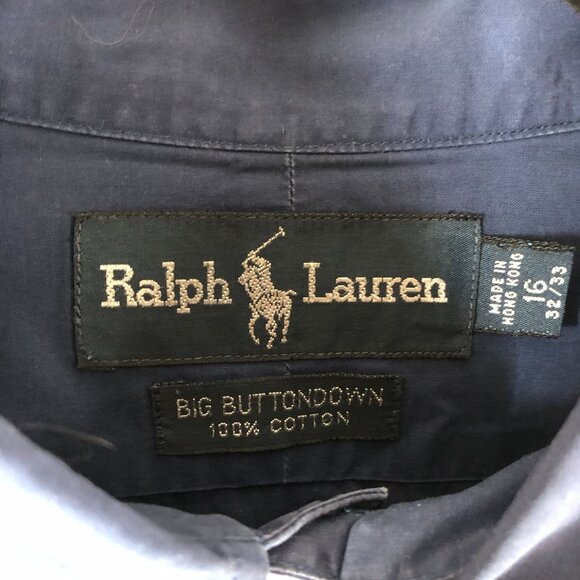 Ralph Lauren
MADE IN
HONG KONG
16
32/33
BIG BUTTONDOWN
100% COTTON